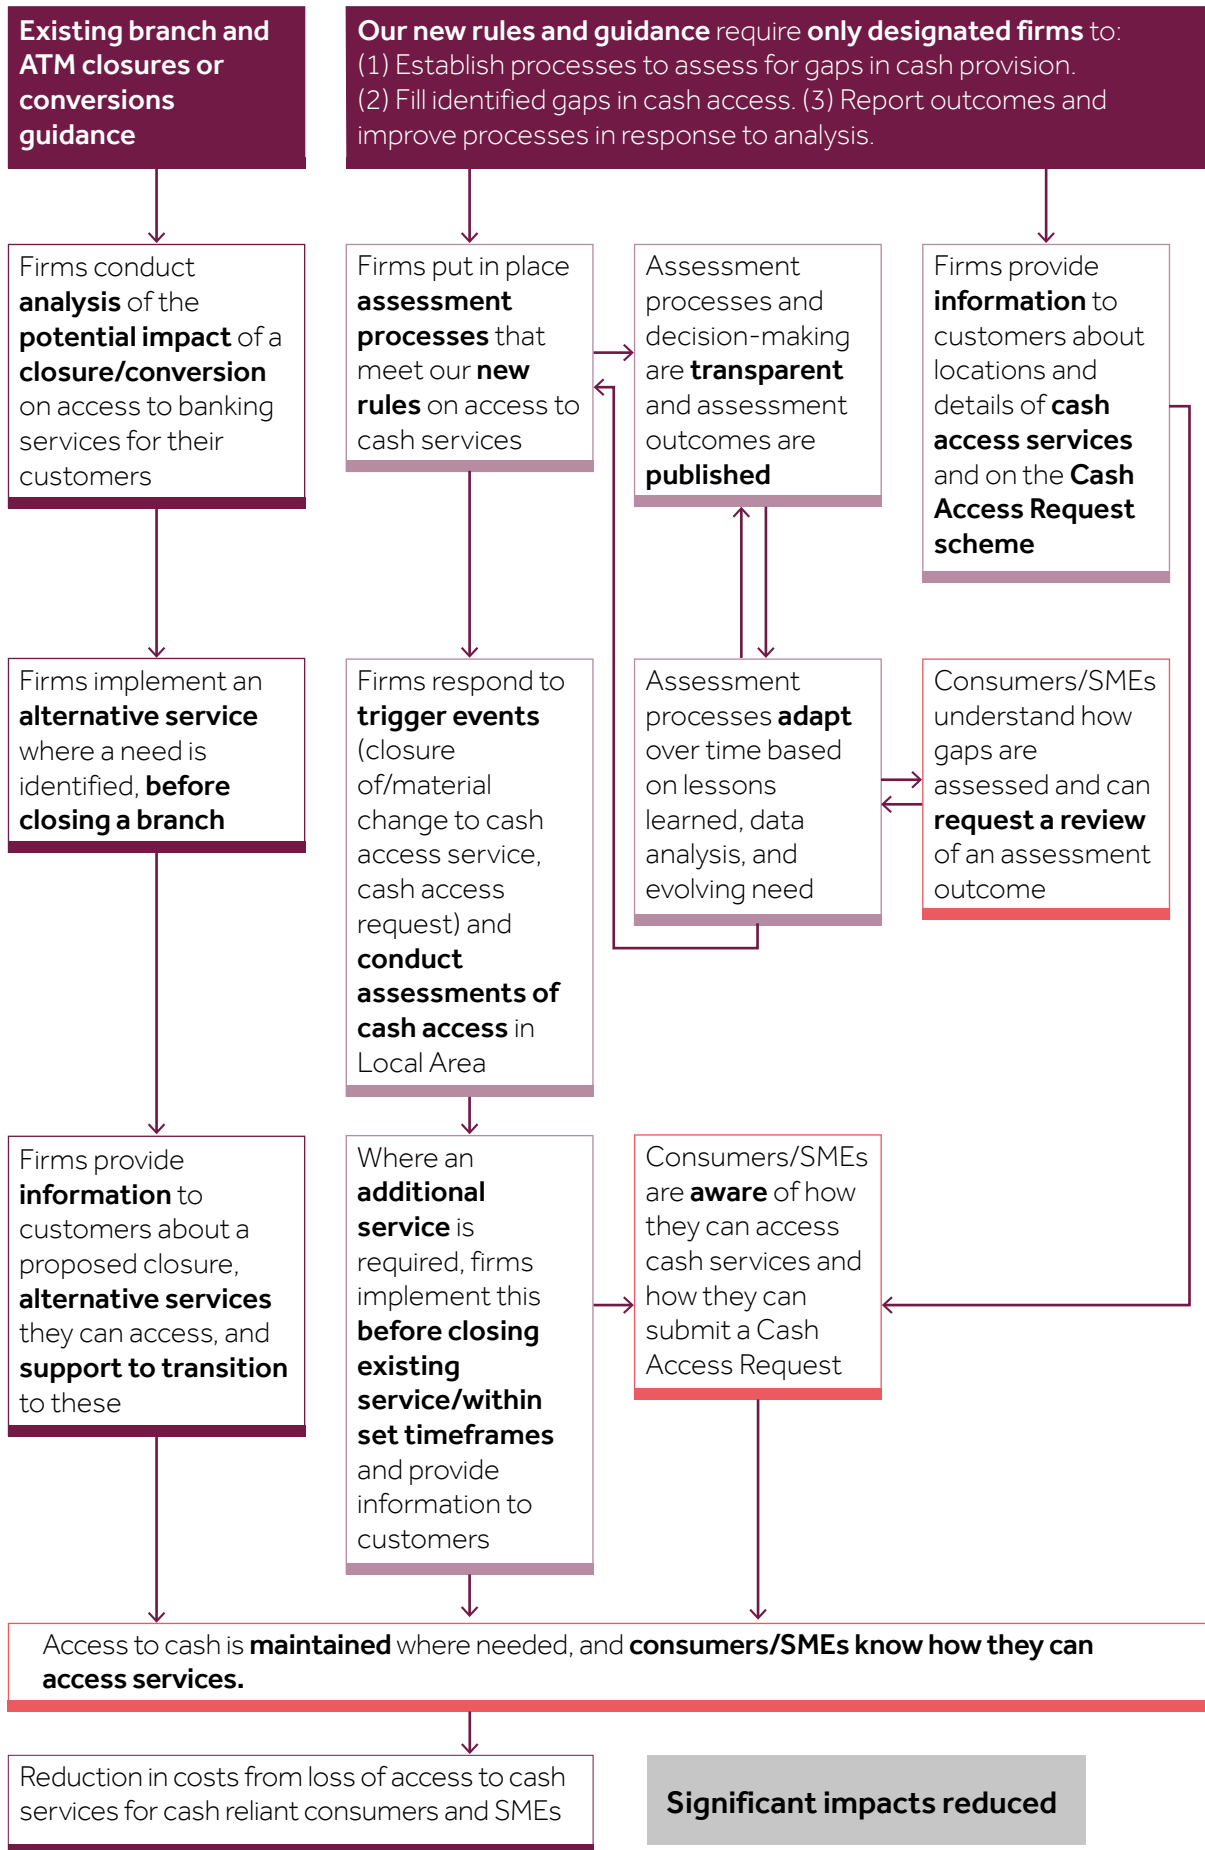 Existing branch and
ATM closures or
conversions
guidance
Our new rules and guidance require only designated firms to:
(1) Establish processes to assess for gaps in cash provision.
(2) Fill identified gaps in cash access. (3) Report outcomes and
improve processes in response to analysis.
Firms conduct
analysis of the
potential impact of a
closure/conversion
on access to banking
services for their
customers
Firms put in place
assessment
processes that
meet our new
rules on access to
cash services
Assessment
processes and
decision-making
are transparent
and assessment
outcomes are
published
Firms provide
information to
customers about
locations and
details of cash
access services
and on the Cash
Access Request
scheme
Firms implement an
alternative service
where a need is
identified, before
closing a branch
Firms respond to
trigger events
(closure
of/material
change to cash
access service,
cash access
request) and
conduct
assessments of
cash access in
Local Area
Assessment
processes adapt
over time based
on lessons
learned, data
analysis, and
evolving need
Consumers/SMEs
understand how
gaps are
assessed and can
request a review
of an assessment
outcome
Firms provide
information to
customers about a
proposed closure,
alternative services
they can access, and
support to transition
to these
Where an
additional
service is
required, firms
implement this
before closing
existing
service/within
set timeframes
and provide
information to
customers
Consumers/SMEs
are aware of how
they can access
cash services and
how they can
submit a Cash
Access Request
Access to cash is maintained where needed, and consumers/SMEs know how they can
access services.
Reduction in costs from loss of access to cash
services for cash reliant consumers and SMEs
Significant impacts reduced